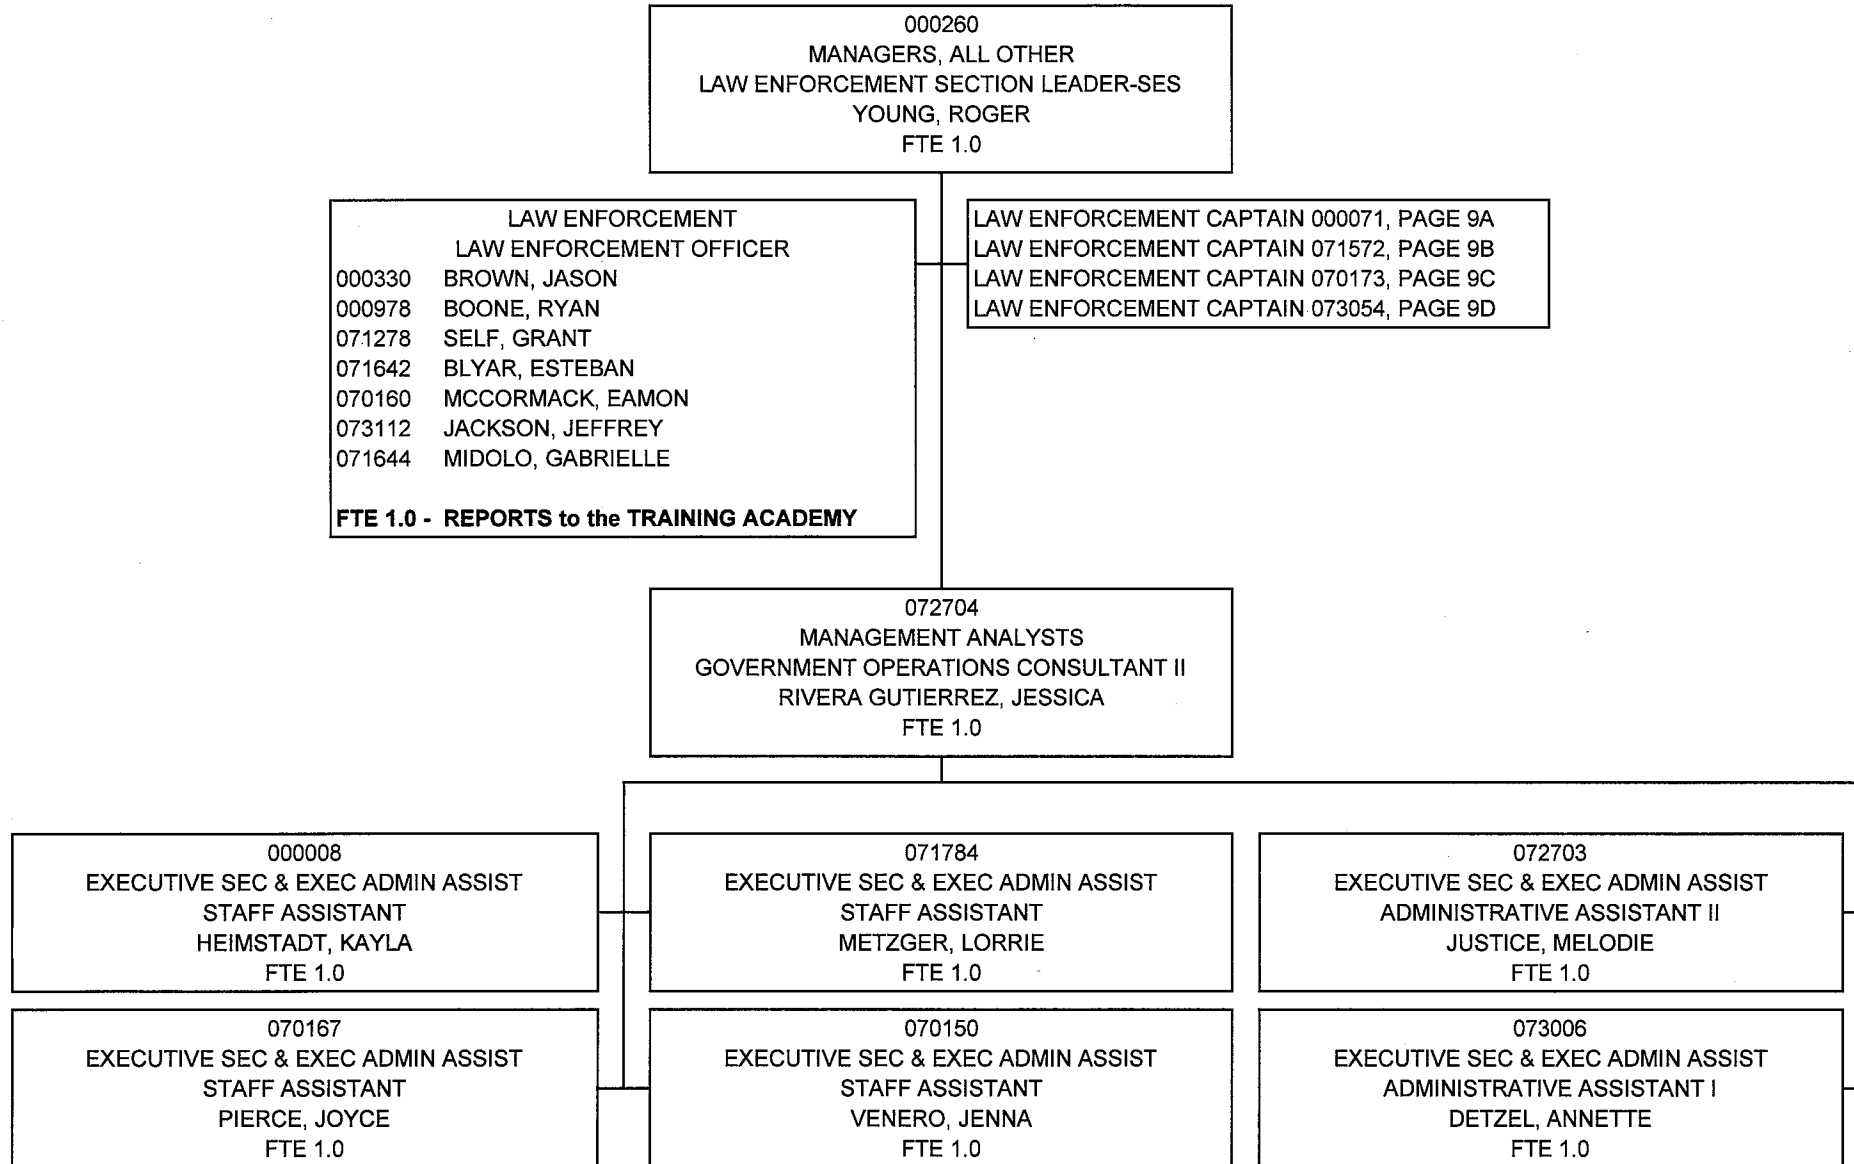 000260
MANAGERS, ALL OTHER
LAW ENFORCEMENT SECTION LEADER-SES
YOUNG, ROGER
FTE 1.0
LAW ENFORCEMENT
LAW ENFORCEMENT OFFICER
000330 BROWN, JASON
000978 BOONE, RYAN
071278 SELF, GRANT
071642 BLYAR, ESTEBAN
070160 MCCORMACK, EAMON
073112 JACKSON, JEFFREY
071644 MIDOLO, GABRIELLE
FTE 1.0 - REPORTS to the TRAINING ACADEMY
LAW ENFORCEMENT CAPTAIN 000071, PAGE 9A
LAW ENFORCEMENT CAPTAIN 071572, PAGE 9B
LAW ENFORCEMENT CAPTAIN 070173, PAGE 9C
LAW ENFORCEMENT CAPTAIN 073054, PAGE 9D
072704
MANAGEMENT ANALYSTS
GOVERNMENT OPERATIONS CONSULTANT II
RIVERA GUTIERREZ, JESSICA
FTE 1.0
000008
EXECUTIVE SEC & EXEC ADMIN ASSIST
STAFF ASSISTANT
HEIMSTADT, KAYLA
FTE 1.0
071784
EXECUTIVE SEC & EXEC ADMIN ASSIST
STAFF ASSISTANT
METZGER, LORRIE
FTE 1.0
072703
EXECUTIVE SEC & EXEC ADMIN ASSIST
ADMINISTRATIVE ASSISTANT II
JUSTICE, MELODIE
FTE 1.0
070167
EXECUTIVE SEC & EXEC ADMIN ASSIST
STAFF ASSISTANT
PIERCE, JOYCE
FTE 1.0
070150
EXECUTIVE SEC & EXEC ADMIN ASSIST
STAFF ASSISTANT
VENERO, JENNA
FTE 1.0
073006
EXECUTIVE SEC & EXEC ADMIN ASSIST
ADMINISTRATIVE ASSISTANT I
DETZEL, ANNETTE
FTE 1.0